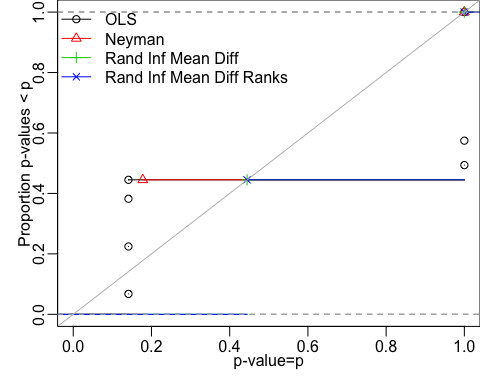 OLS
Neyman
Rand Inf Mean Diff
Rand Inf Mean Diff Ranks
Proportion p-values < p
1.0
0.8
0.6
0.4
0.2
0.0
0.0 0.2 0.4 0.6 0.8 1.0
p-value=p